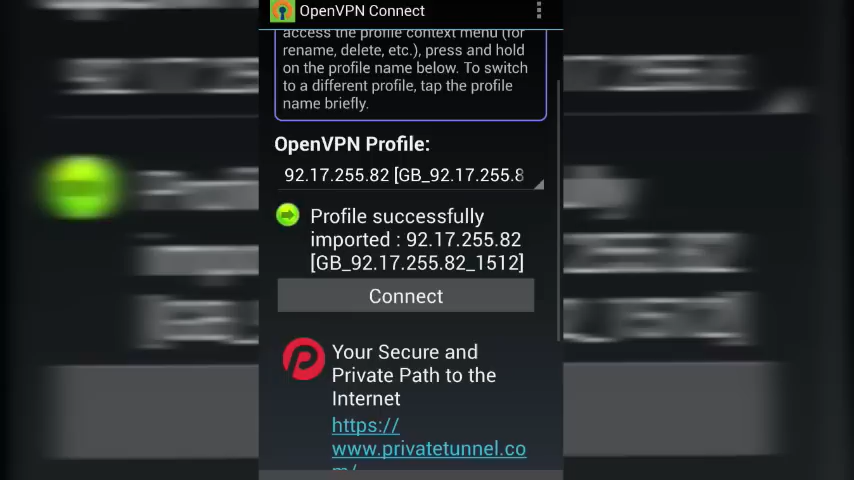 OpenVPN Connect
access the profile context menu (for
rename, delete, etc.), press and hold
on the profile name below. To switch
to a different profile, tap the profile
name briefly.
OpenVPN Profile:
92.17.255.82 [GB_92.17.255.8
Profile successfully
imported : 92.17.255.82
[GB_92.17.255.82_1512]
Connect
Your Secure and
Private Path to the
Internet
https://
www.privatetunnel.co
m/